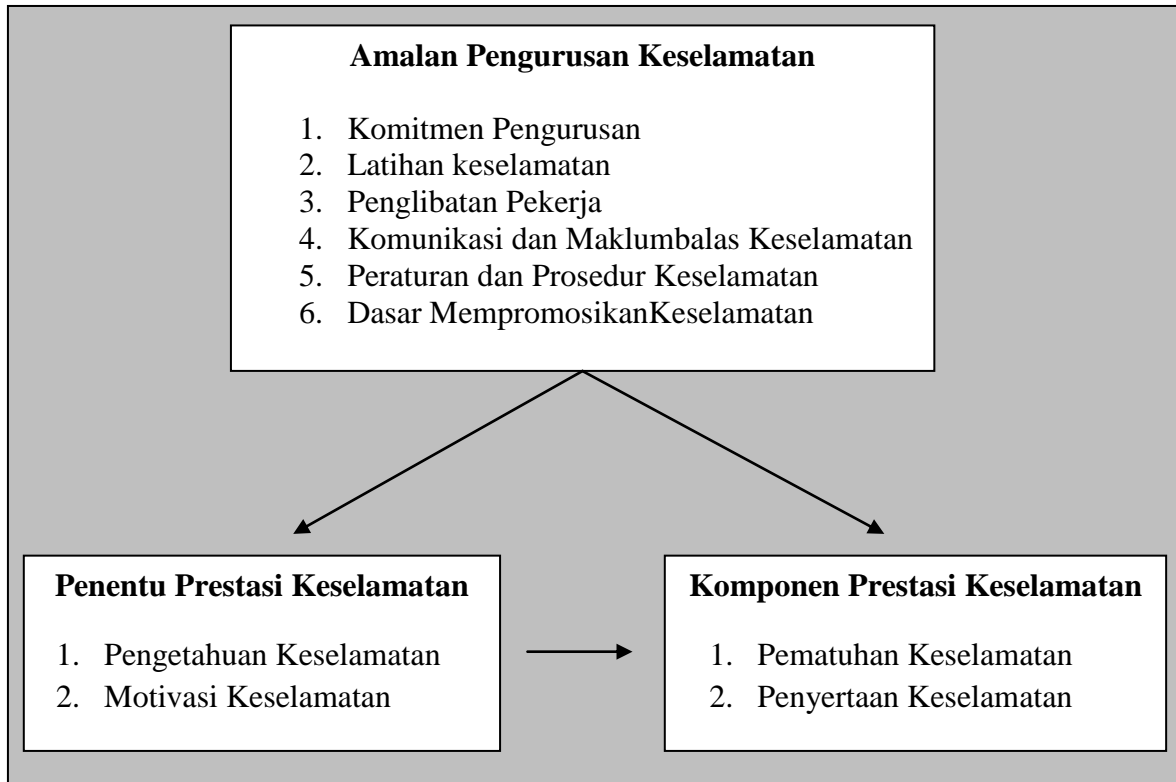 Amalan Pengurusan Keselamatan
1. Komitmen Pengurusan
2. Latihan keselamatan
3. Penglibatan Pekerja
4. Komunikasi dan Maklumbalas Keselamatan
5. Peraturan dan Prosedur Keselamatan
6. Dasar MempromosikanKeselamatan
Penentu Prestasi Keselamatan
1. Pengetahuan Keselamatan
2. Motivasi Keselamatan
Komponen Prestasi Keselamatan
1. Pematuhan Keselamatan
2. Penyertaan Keselamatan